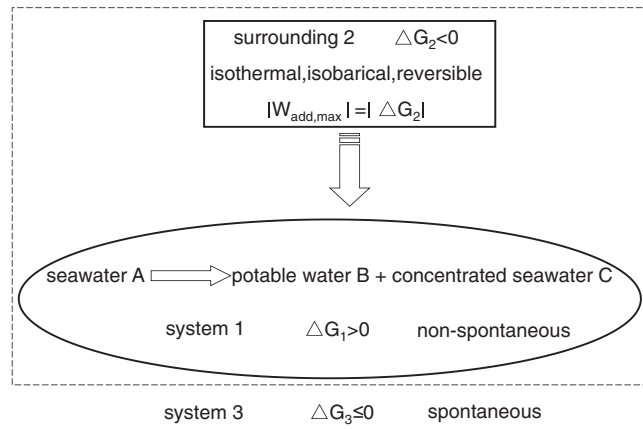 surrounding 2 △G₂<0
isothermal,isobarical,reversible
|W_add,max| =| △G₂|
seawater A potable water B + concentrated seawater C
system 1 △G₁>0 non-spontaneous
system 3 △G₃≤0 spontaneous